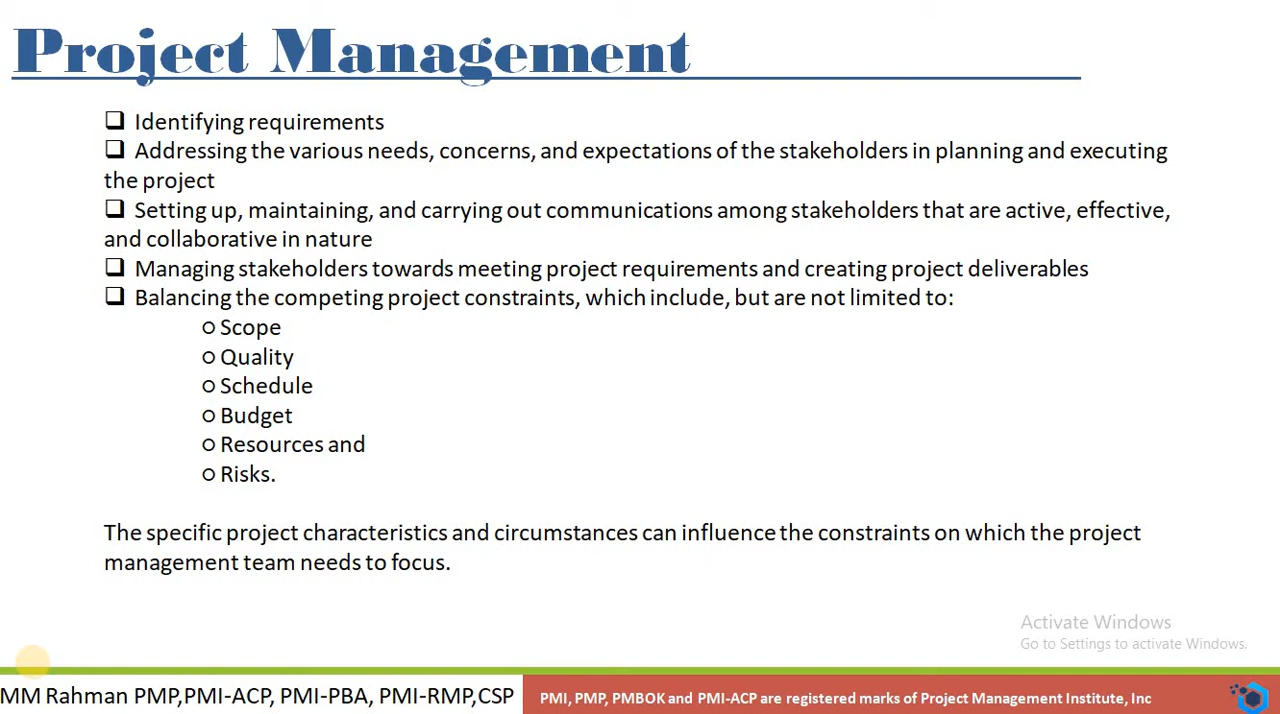 Project Management
❑ Identifying requirements
❑ Addressing the various needs, concerns, and expectations of the stakeholders in planning and executing
the project
❑ Setting up, maintaining, and carrying out communications among stakeholders that are active, effective,
and collaborative in nature
❑ Managing stakeholders towards meeting project requirements and creating project deliverables
❑ Balancing the competing project constraints, which include, but are not limited to:
○ Scope
○ Quality
○ Schedule
○ Budget
○ Resources and
○ Risks.
The specific project characteristics and circumstances can influence the constraints on which the project
management team needs to focus.
Activate Windows
Go to Settings to activate Windows.
MM Rahman PMP,PMI-ACP, PMI-PBA, PMI-RMP,CSP
PMI, PMP, PMBOK and PMI-ACP are registered marks of Project Management Institute, Inc